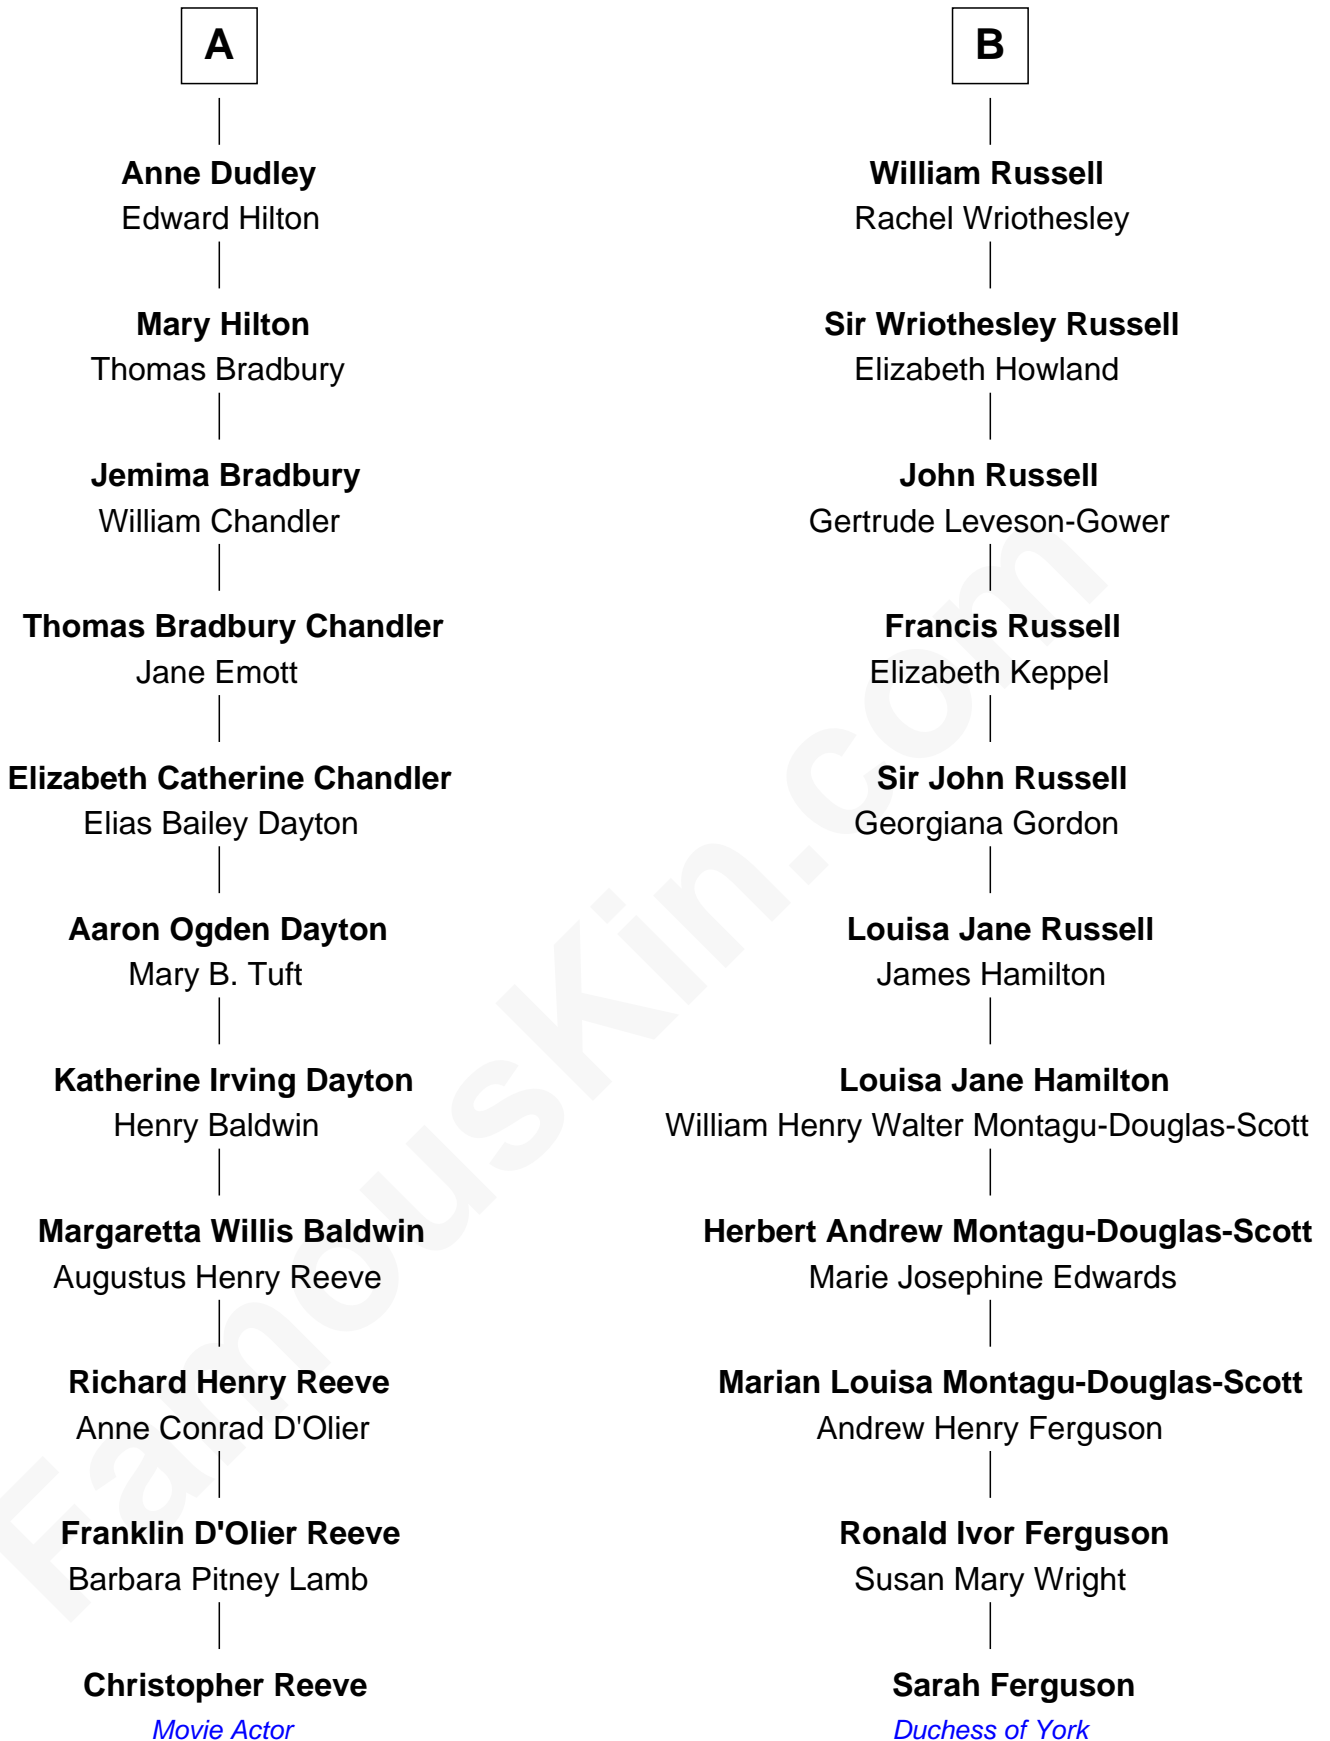 A
Anne Dudley
Edward Hilton
Mary Hilton
Thomas Bradbury
Jemima Bradbury
William Chandler
Thomas Bradbury Chandler
Jane Emott
Elizabeth Catherine Chandler
Elias Bailey Dayton
Aaron Ogden Dayton
Mary B. Tuft
Katherine Irving Dayton
Henry Baldwin
Margaretta Willis Baldwin
Augustus Henry Reeve
Richard Henry Reeve
Anne Conrad D'Olier
Franklin D'Olier Reeve
Barbara Pitney Lamb
Christopher Reeve
Movie Actor
B
William Russell
Rachel Wriothesley
Sir Wriothesley Russell
Elizabeth Howland
John Russell
Gertrude Leveson-Gower
Francis Russell
Elizabeth Keppel
Sir John Russell
Georgiana Gordon
Louisa Jane Russell
James Hamilton
Louisa Jane Hamilton
William Henry Walter Montagu-Douglas-Scott
Herbert Andrew Montagu-Douglas-Scott
Marie Josephine Edwards
Marian Louisa Montagu-Douglas-Scott
Andrew Henry Ferguson
Ronald Ivor Ferguson
Susan Mary Wright
Sarah Ferguson
Duchess of York
FamousKin.com